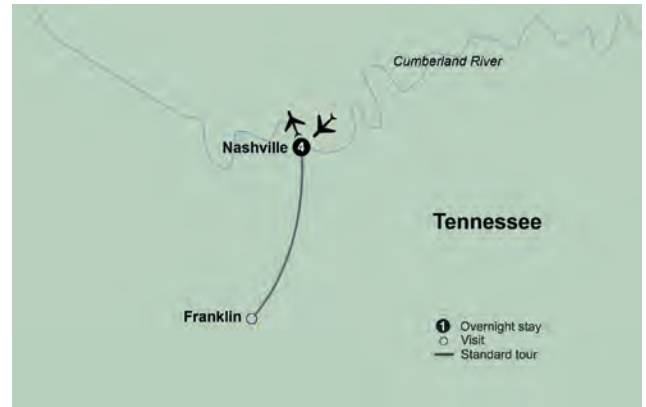 Cumberland River
Nashville 4
Tennessee
Franklin
1 Overnight stay
Visit
Standard tour